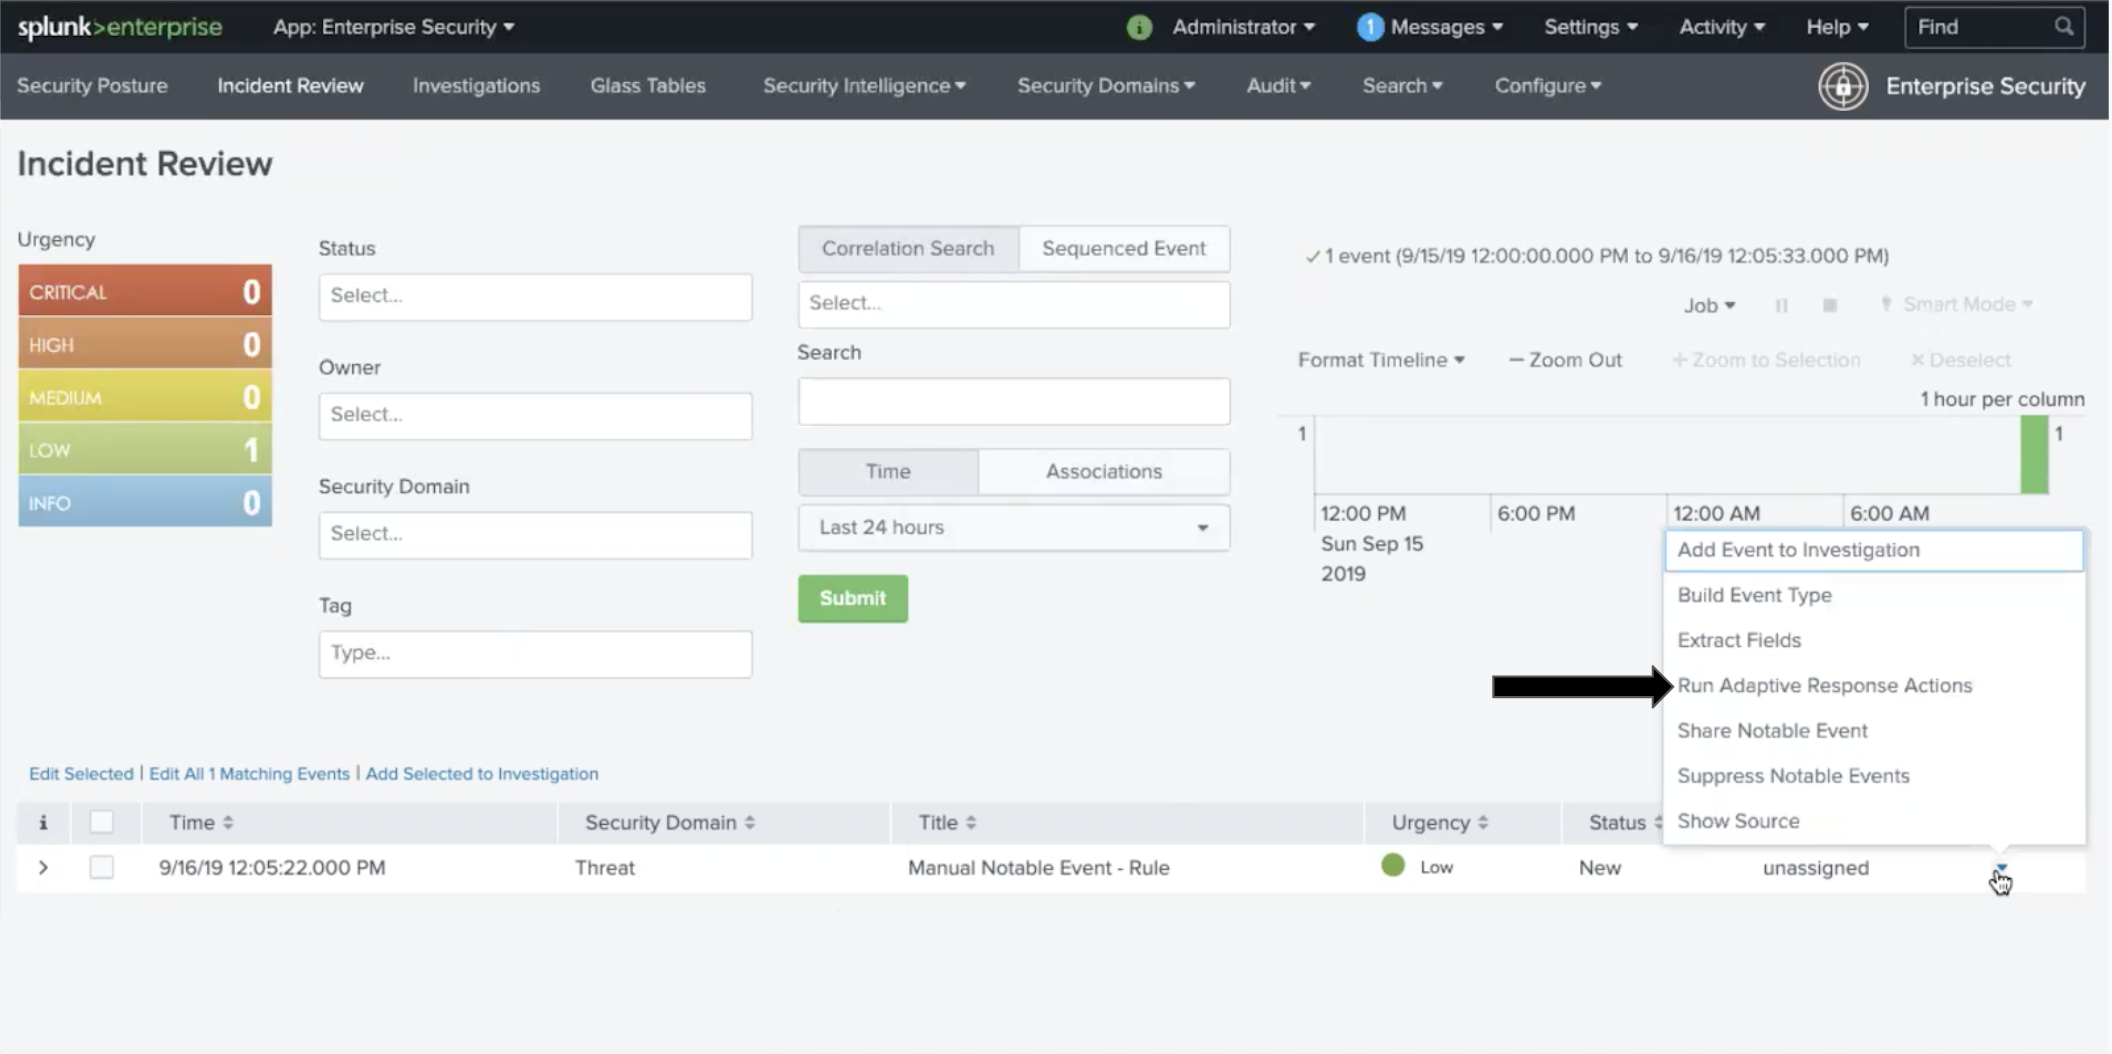 splunk>enterprise App: Enterprise Security i Administrator 1 Messages Settings Activity Help Find
Security Posture Incident Review Investigations Glass Tables Security Intelligence Security Domains Audit Search Configure Enterprise Security
Incident Review
Urgency
CRITICAL 0
HIGH 0
MEDIUM 0
LOW 1
INFO 0
Status
Select...
Owner
Select...
Security Domain
Select...
Tag
Type...
Correlation Search Sequenced Event
Select...
Search
Time Associations
Last 24 hours
Submit
✓ 1 event (9/15/19 12:00:00.000 PM to 9/16/19 12:05:33.000 PM)
Job Smart Mode
Format Timeline — Zoom Out + Zoom to Selection × Deselect
1 hour per column
1 1
12:00 PM 6:00 PM 12:00 AM 6:00 AM
Sun Sep 15
2019
Add Event to Investigation
Build Event Type
Extract Fields
Run Adaptive Response Actions
Share Notable Event
Suppress Notable Events
Show Source
Edit Selected | Edit All 1 Matching Events | Add Selected to Investigation
i Time Security Domain Title Urgency Status
> 9/16/19 12:05:22.000 PM Threat Manual Notable Event - Rule Low New unassigned